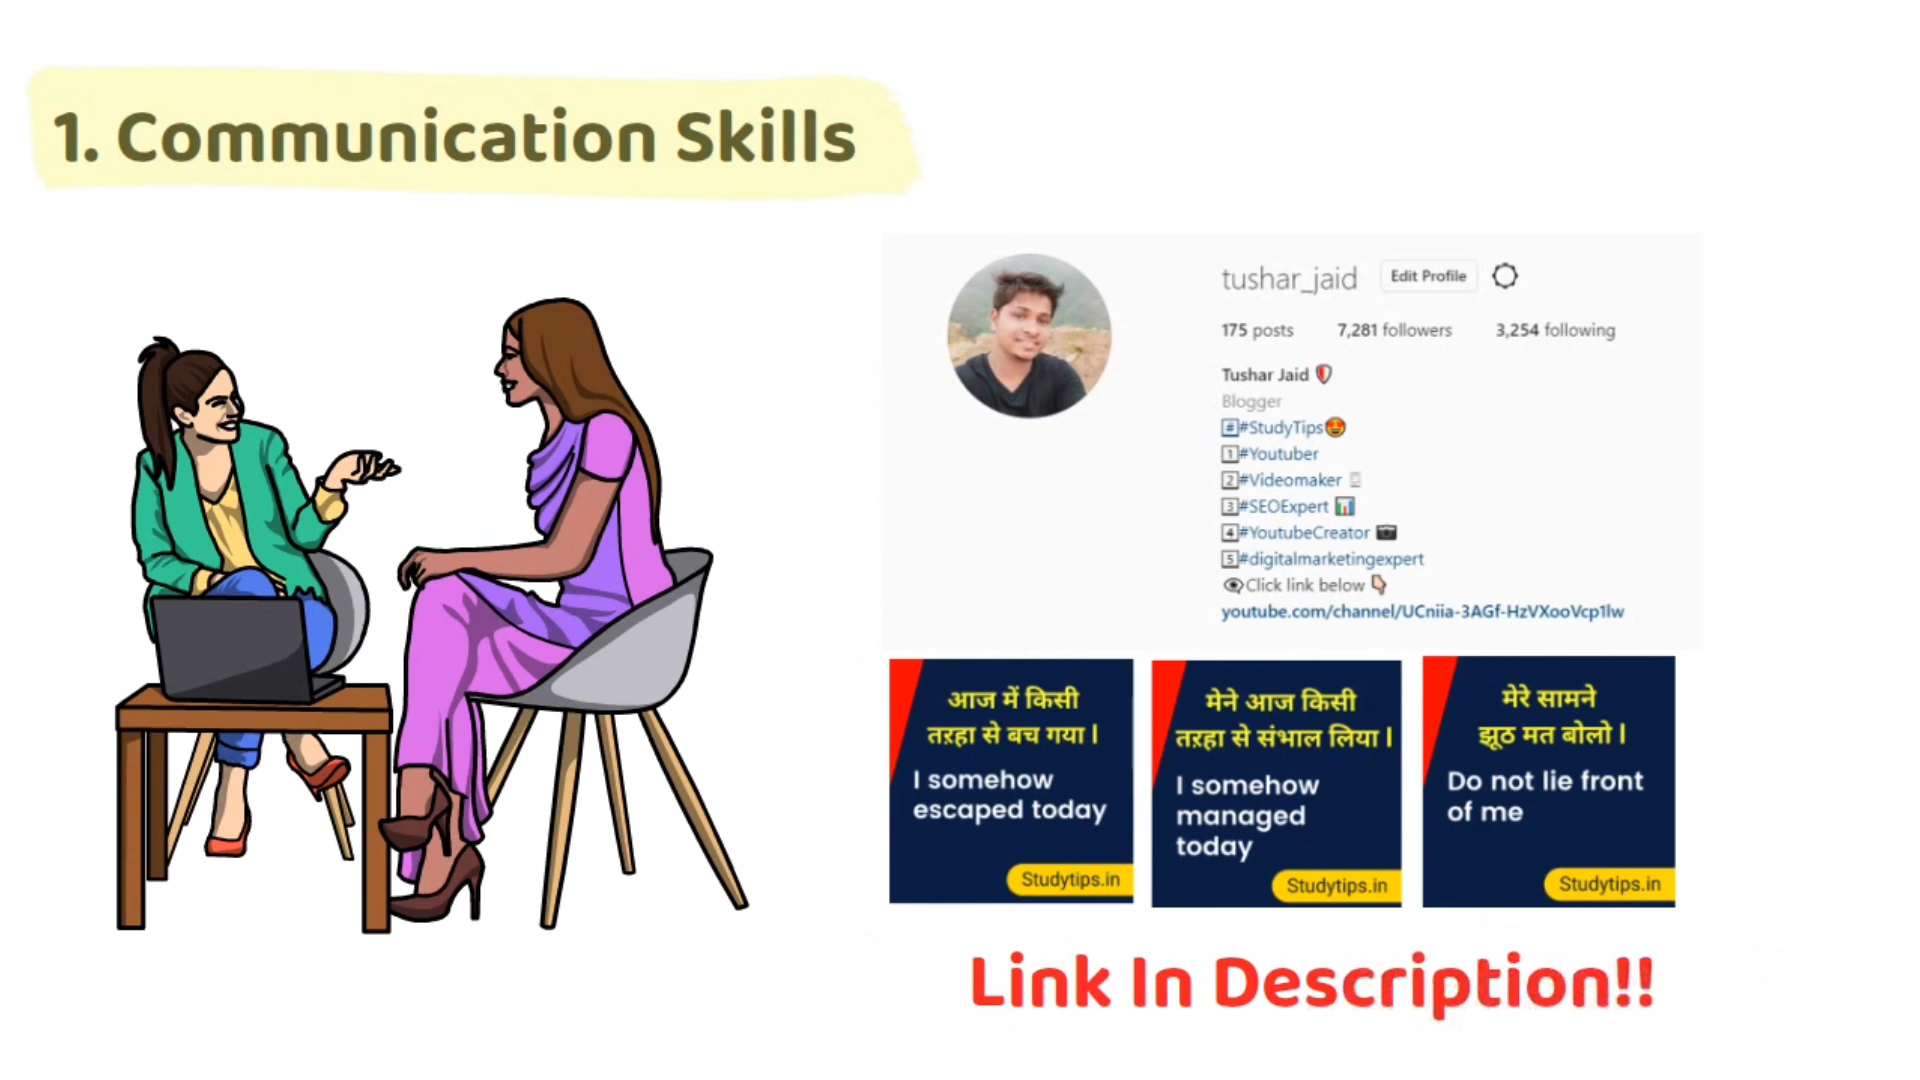 1. Communication Skills
tushar_jaid Edit Profile
175 posts 7,281 followers 3,254 following
Tushar Jaid
Blogger
##StudyTips
1#Youtuber
2#Videomaker
3#SEOExpert
4#YoutubeCreator
5#digitalmarketingexpert
Click link below
youtube.com/channel/UCniia-3AGf-HzVXooVcp1lw
आज में किसी
तऱहा से बच गया ।
I somehow
escaped today
Studytips.in
मेने आज किसी
तऱहा से संभाल लिया ।
I somehow
managed
today
Studytips.in
मेरे सामने
झूठ मत बोलो ।
Do not lie front
of me
Studytips.in
Link In Description!!